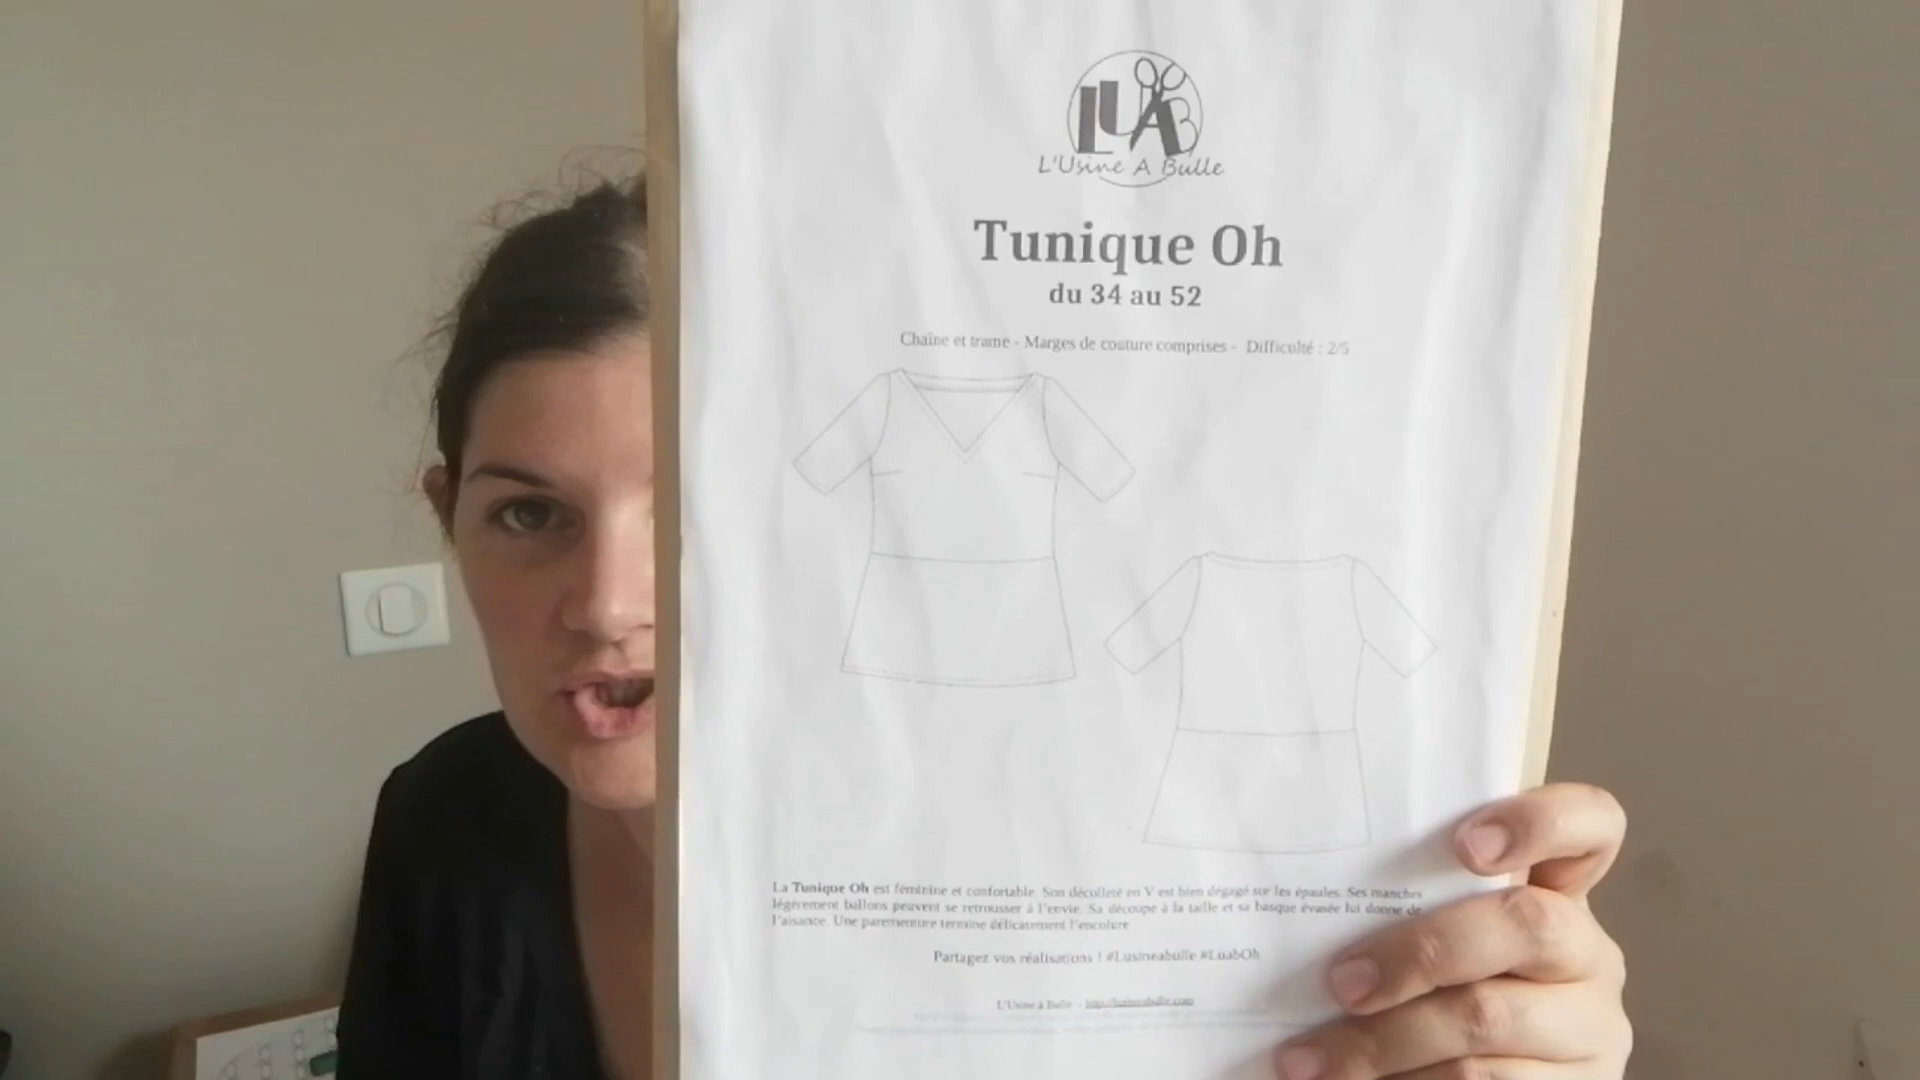 LUAB
L'Usine A Bulle
Tunique Oh
du 34 au 52
Chaîne et trame - Marges de couture comprises - Difficulté : 2/5
La Tunique Oh est féminine et confortable. Son décolleté en V est bien dégagé sur les épaules. Ses manches
légèrement ballons peuvent se retrousser à l'envie. Sa découpe à la taille et sa basque évasée lui donne de
l'aisance. Une parementure termine délicatement l'encolure.
Partagez vos réalisations ! #Lusineabulle #LuabOh
L'Usine à Bulle - http://lusineabulle.com